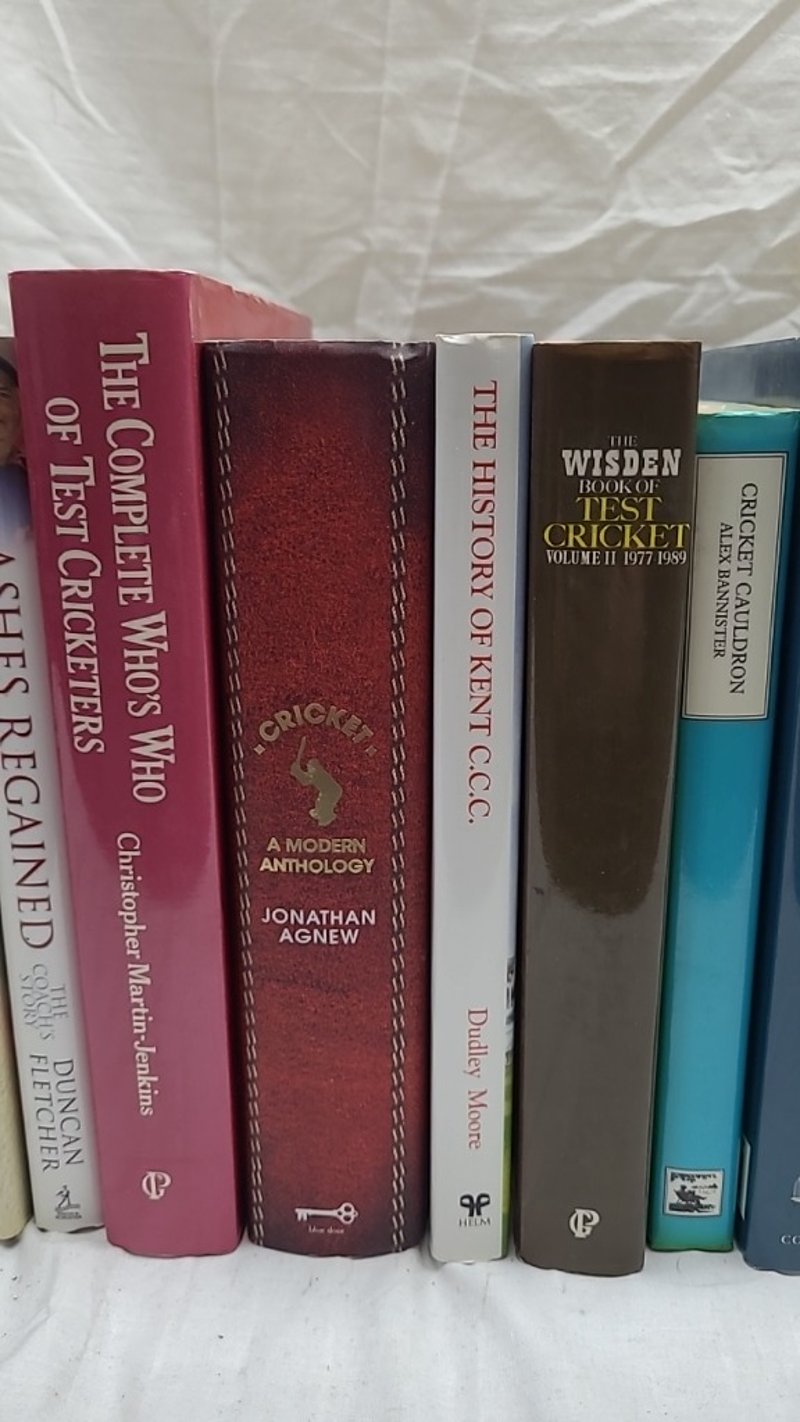 ASHES REGAINED
THE
COACH'S
STORY
DUNCAN
FLETCHER
THE COMPLETE WHO'S WHO
OF TEST CRICKETERS
Christopher Martin-Jenkins
CRICKET
A MODERN
ANTHOLOGY
JONATHAN
AGNEW
blue door
THE HISTORY OF KENT C.C.C.
Dudley Moore
HELM
THE
WISDEN
BOOK OF
TEST
CRICKET
VOLUME II 1977-1989
CRICKET CAULDRON
ALEX BANNISTER